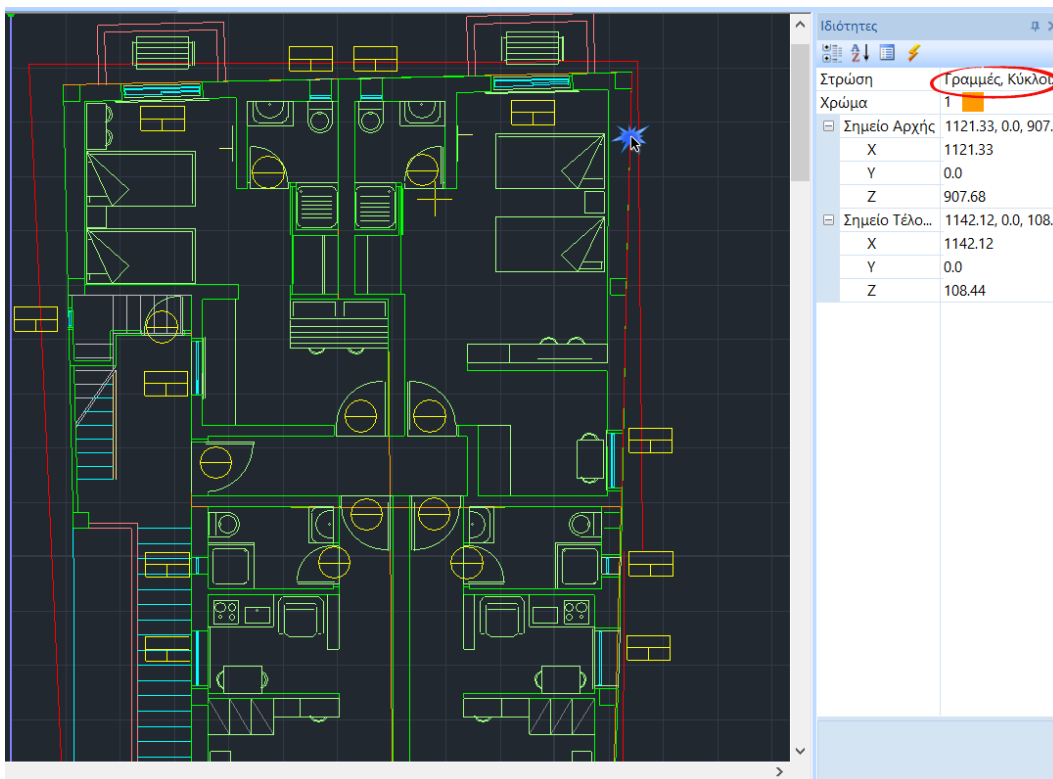 Ιδιότητες
Στρώση Γραμμές, Κύκλοι,
Χρώμα 1
Σημείο Αρχής 1121.33, 0.0, 907.
X 1121.33
Y 0.0
Z 907.68
Σημείο Τέλο... 1142.12, 0.0, 108.
X 1142.12
Y 0.0
Z 108.44